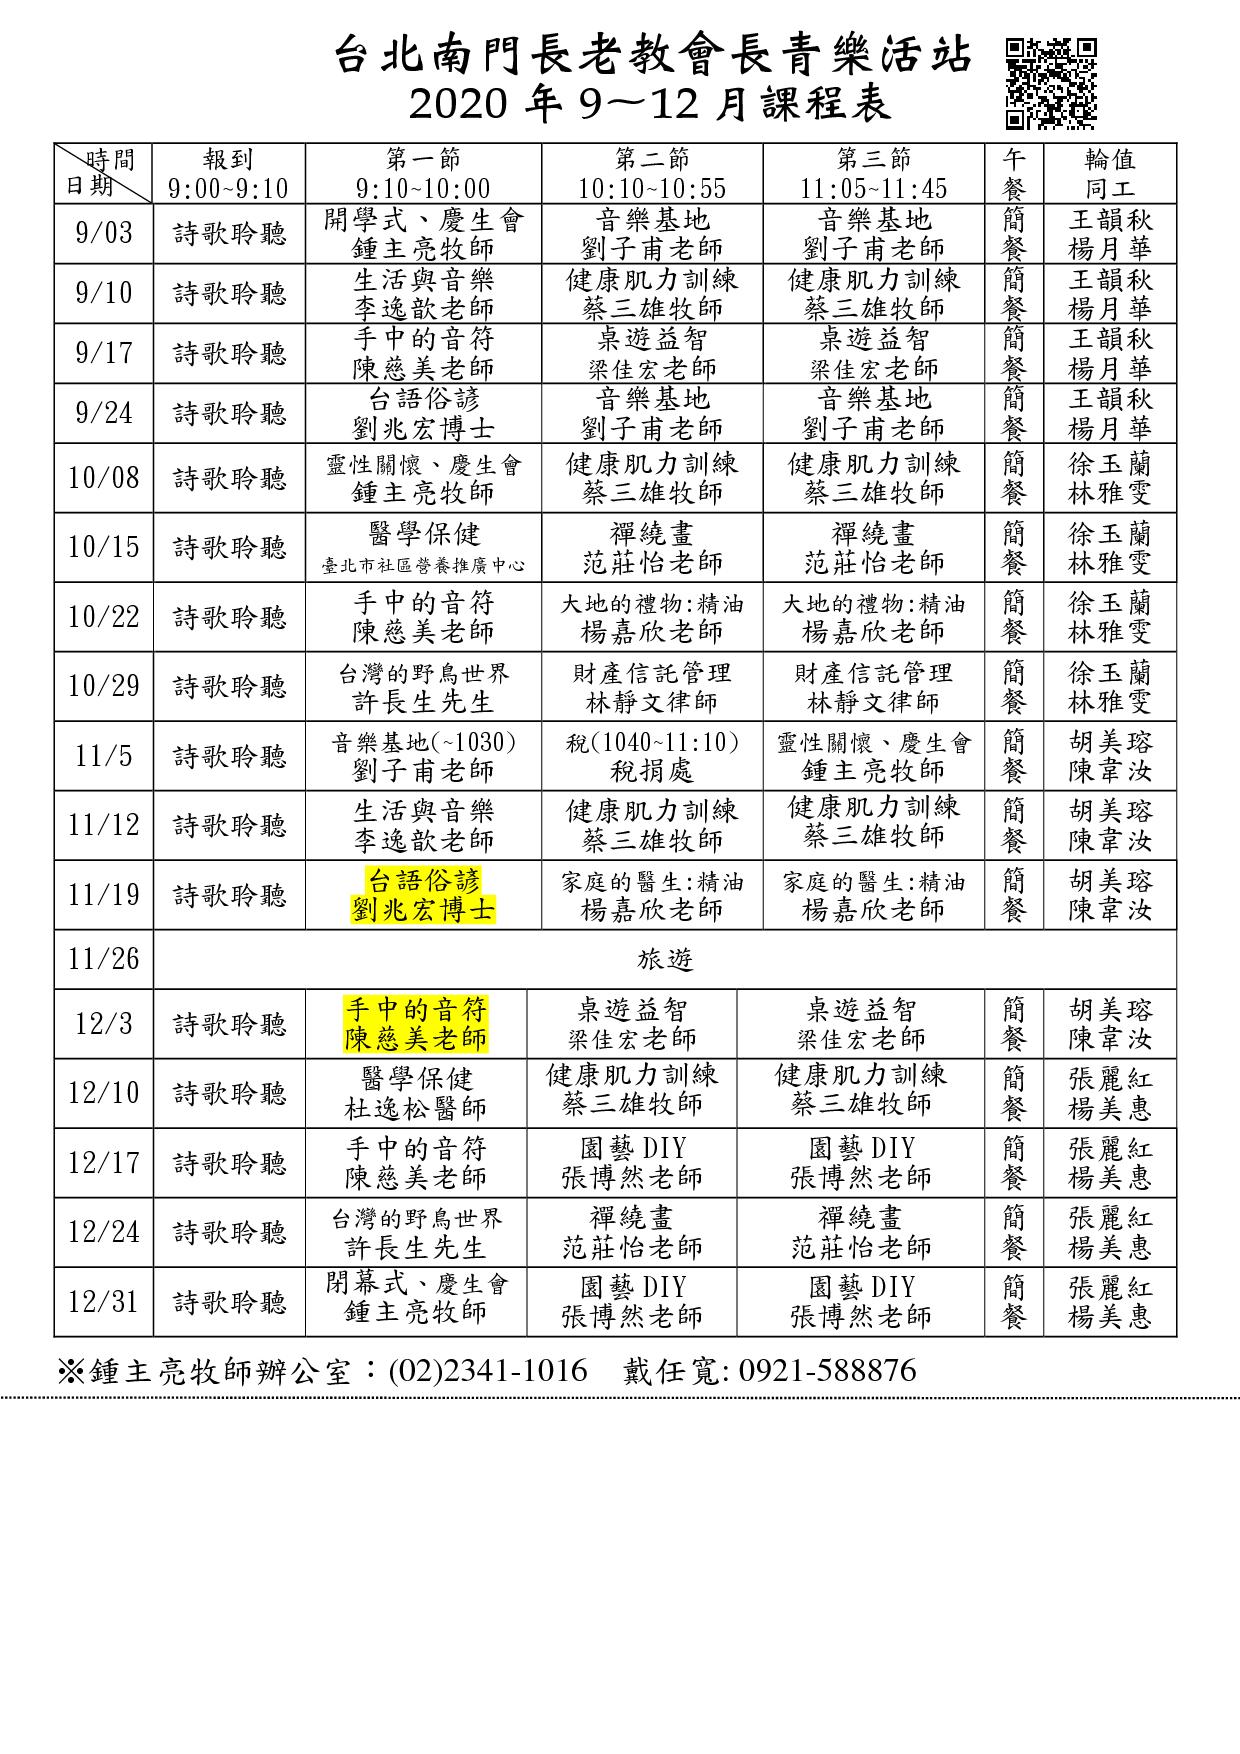 台北南門長老教會長青樂活站
2020 年 9～12 月課程表
時間 報到 第一節 第二節 第三節 午 輪值
日期 9:00~9:10 9:10~10:00 10:10~10:55 11:05~11:45 餐 同工
9/03 詩歌聆聽 開學式、慶生會 音樂基地 音樂基地 簡 王韻秋
鍾主亮牧師 劉子甫老師 劉子甫老師 餐 楊月華
9/10 詩歌聆聽 生活與音樂 健康肌力訓練 健康肌力訓練 簡 王韻秋
李逸歆老師 蔡三雄牧師 蔡三雄牧師 餐 楊月華
9/17 詩歌聆聽 手中的音符 桌遊益智 桌遊益智 簡 王韻秋
陳慈美老師 梁佳宏老師 梁佳宏老師 餐 楊月華
9/24 詩歌聆聽 台語俗諺 音樂基地 音樂基地 簡 王韻秋
劉兆宏博士 劉子甫老師 劉子甫老師 餐 楊月華
10/08 詩歌聆聽 靈性關懷、慶生會 健康肌力訓練 健康肌力訓練 簡 徐玉蘭
鍾主亮牧師 蔡三雄牧師 蔡三雄牧師 餐 林雅雯
10/15 詩歌聆聽 醫學保健 禪繞畫 禪繞畫 簡 徐玉蘭
臺北市社區營養推廣中心 范莊怡老師 范莊怡老師 餐 林雅雯
10/22 詩歌聆聽 手中的音符 大地的禮物:精油 大地的禮物:精油 簡 徐玉蘭
陳慈美老師 楊嘉欣老師 楊嘉欣老師 餐 林雅雯
10/29 詩歌聆聽 台灣的野鳥世界 財產信託管理 財產信託管理 簡 徐玉蘭
許長生先生 林靜文律師 林靜文律師 餐 林雅雯
11/5 詩歌聆聽 音樂基地(~1030) 稅(1040~11:10) 靈性關懷、慶生會 簡 胡美瑢
劉子甫老師 稅捐處 鍾主亮牧師 餐 陳韋汝
11/12 詩歌聆聽 生活與音樂 健康肌力訓練 健康肌力訓練 簡 胡美瑢
李逸歆老師 蔡三雄牧師 蔡三雄牧師 餐 陳韋汝
11/19 詩歌聆聽 台語俗諺 家庭的醫生:精油 家庭的醫生:精油 簡 胡美瑢
劉兆宏博士 楊嘉欣老師 楊嘉欣老師 餐 陳韋汝
11/26 旅遊
12/3 詩歌聆聽 手中的音符 桌遊益智 桌遊益智 簡 胡美瑢
陳慈美老師 梁佳宏老師 梁佳宏老師 餐 陳韋汝
12/10 詩歌聆聽 醫學保健 健康肌力訓練 健康肌力訓練 簡 張麗紅
杜逸松醫師 蔡三雄牧師 蔡三雄牧師 餐 楊美惠
12/17 詩歌聆聽 手中的音符 園藝 DIY 園藝 DIY 簡 張麗紅
陳慈美老師 張博然老師 張博然老師 餐 楊美惠
12/24 詩歌聆聽 台灣的野鳥世界 禪繞畫 禪繞畫 簡 張麗紅
許長生先生 范莊怡老師 范莊怡老師 餐 楊美惠
12/31 詩歌聆聽 閉幕式、慶生會 園藝 DIY 園藝 DIY 簡 張麗紅
鍾主亮牧師 張博然老師 張博然老師 餐 楊美惠
※鍾主亮牧師辦公室：(02)2341-1016 戴任寬: 0921-588876